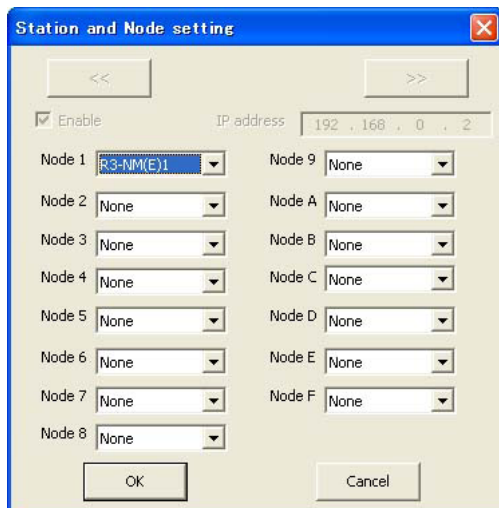 Station and Node setting
<< >>
Enable IP address 192 . 168 . 0 . 2
Node 1 R3-NM(E)1 Node 9 None
Node 2 None Node A None
Node 3 None Node B None
Node 4 None Node C None
Node 5 None Node D None
Node 6 None Node E None
Node 7 None Node F None
Node 8 None
OK Cancel